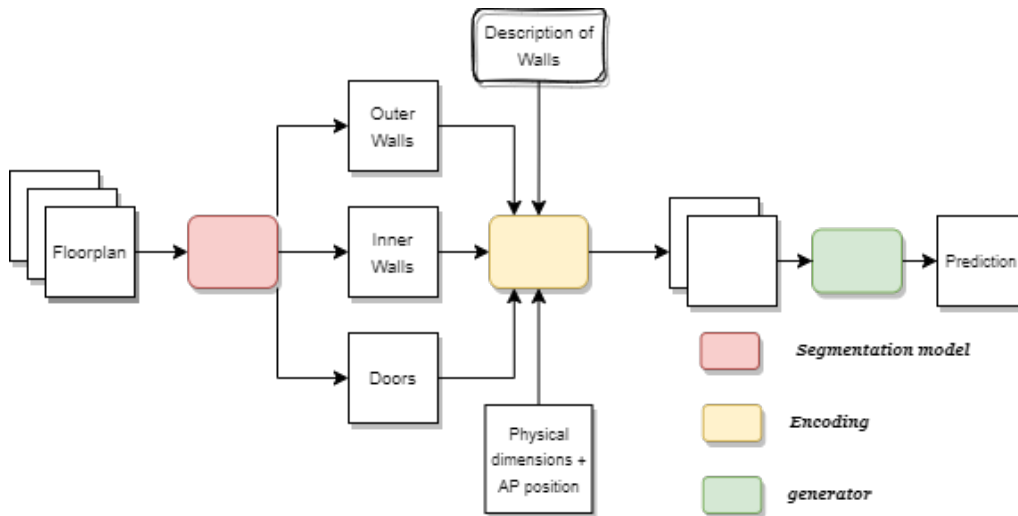 Description of
Walls
Outer
Walls
Floorplan
Inner
Walls
Prediction
Doors
Physical
dimensions +
AP position
Segmentation model
Encoding
generator